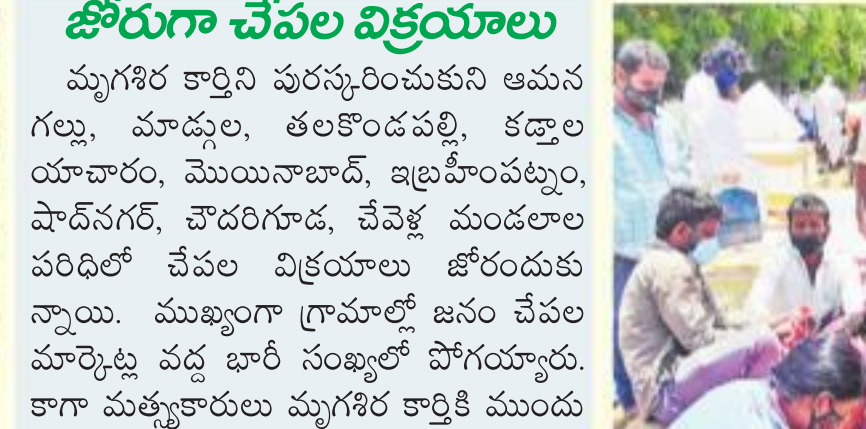 జోరుగా చేపల విక్రయాలు
మృగశిర కార్తిని పురస్కరించుకుని ఆమన
గల్లు, మాడ్గుల, తలకొండపల్లి, కడ్తాల
యాచారం, మొయినాబాద్, ఇబ్రహీంపట్నం,
షాద్‌నగర్, చౌదరిగూడ, చేవెళ్ల మండలాల
పరిధిలో చేపల విక్రయాలు జోరందుకు
న్నాయి. ముఖ్యంగా గ్రామాల్లో జనం చేపల
మార్కెట్ల వద్ద భారీ సంఖ్యలో పోగయ్యారు.
కాగా మత్స్యకారులు మృగశిర కార్తికి ముందు